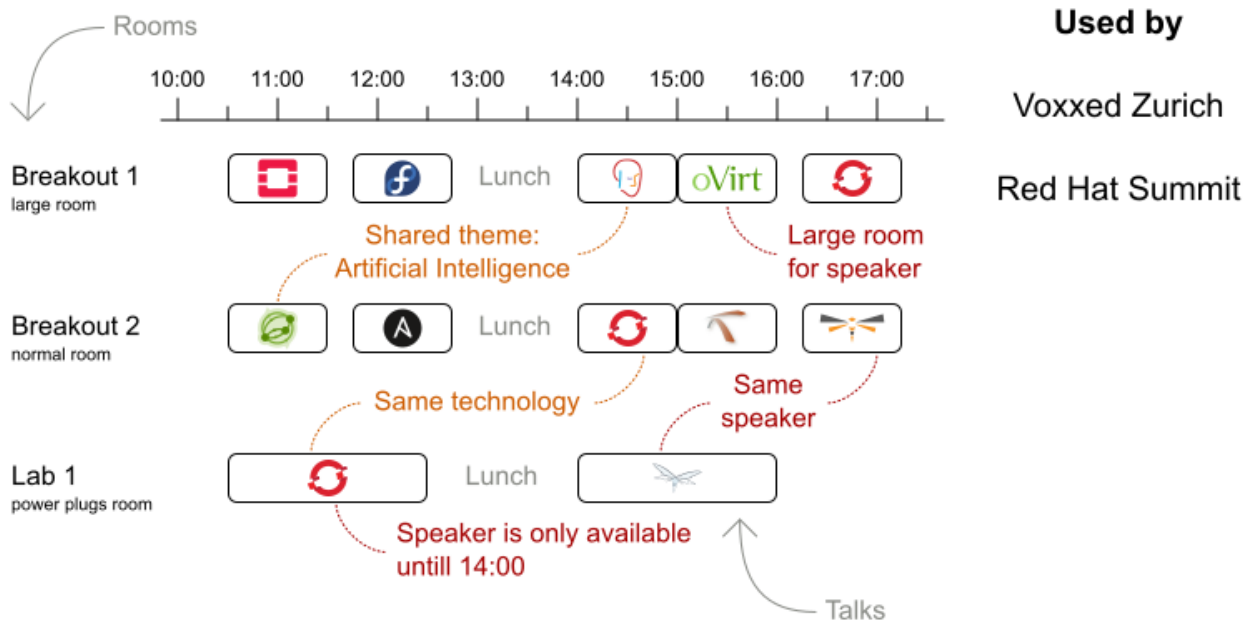 Rooms
Used by
10:00 11:00 12:00 13:00 14:00 15:00 16:00 17:00
Voxxed Zurich
Red Hat Summit
Breakout 1
large room
Lunch
oVirt
Shared theme:
Artificial Intelligence
Large room
for speaker
Breakout 2
normal room
Lunch
Same technology
Same
speaker
Lab 1
power plugs room
Lunch
Speaker is only available
untill 14:00
Talks